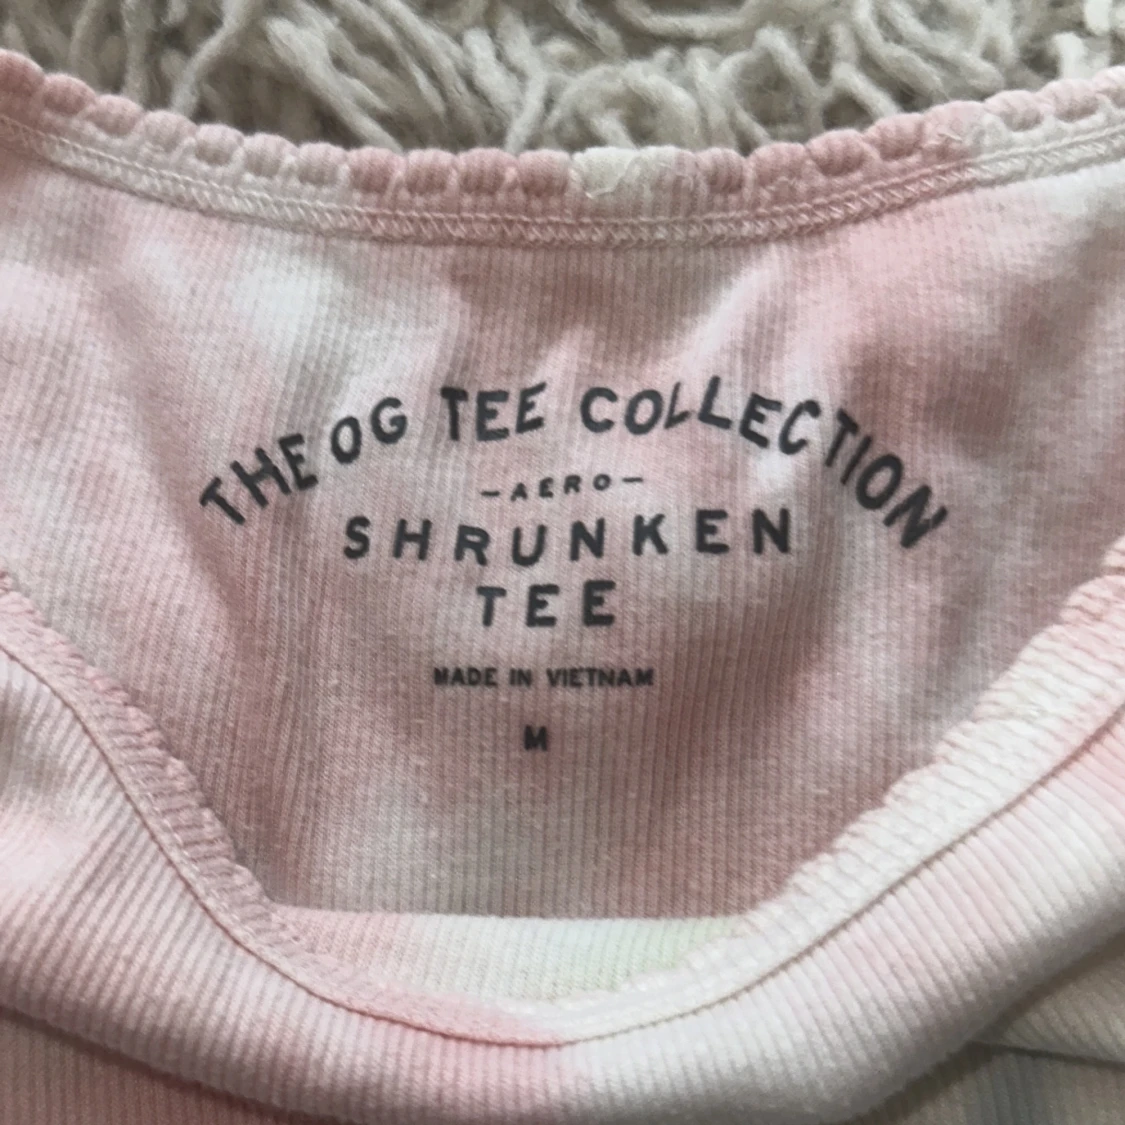 THE OG TEE COLLECTION
-AERO-
SHRUNKEN
TEE
MADE IN VIETNAM
M